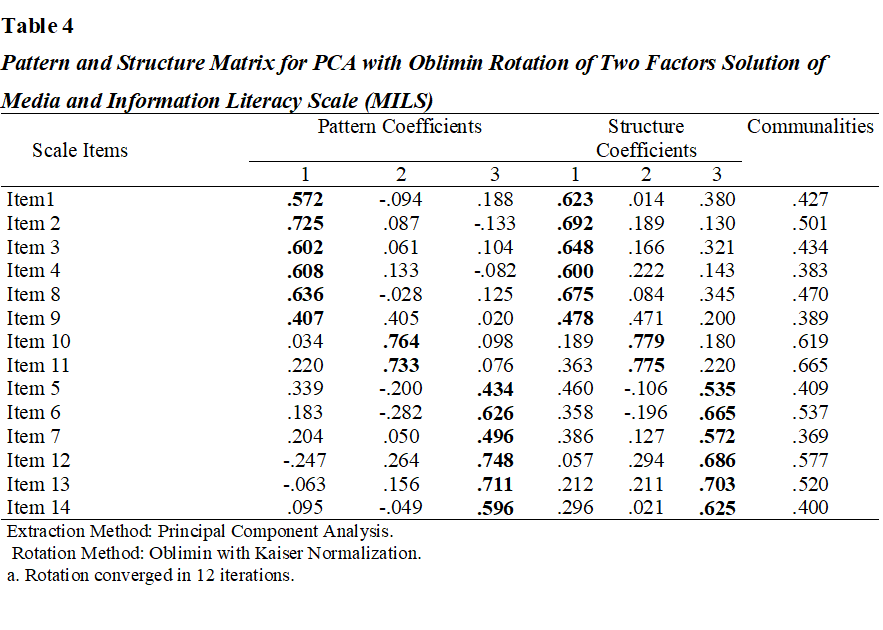 Table 4
Pattern and Structure Matrix for PCA with Oblimin Rotation of Two Factors Solution of
Media and Information Literacy Scale (MILS)
Scale Items Pattern Coefficients Structure Coefficients Communalities
1 2 3 1 2 3
Item1 .572 -.094 .188 .623 .014 .380 .427
Item 2 .725 .087 -.133 .692 .189 .130 .501
Item 3 .602 .061 .104 .648 .166 .321 .434
Item 4 .608 .133 -.082 .600 .222 .143 .383
Item 8 .636 -.028 .125 .675 .084 .345 .470
Item 9 .407 .405 .020 .478 .471 .200 .389
Item 10 .034 .764 .098 .189 .779 .180 .619
Item 11 .220 .733 .076 .363 .775 .220 .665
Item 5 .339 -.200 .434 .460 -.106 .535 .409
Item 6 .183 -.282 .626 .358 -.196 .665 .537
Item 7 .204 .050 .496 .386 .127 .572 .369
Item 12 -.247 .264 .748 .057 .294 .686 .577
Item 13 -.063 .156 .711 .212 .211 .703 .520
Item 14 .095 -.049 .596 .296 .021 .625 .400
Extraction Method: Principal Component Analysis.
Rotation Method: Oblimin with Kaiser Normalization.
a. Rotation converged in 12 iterations.